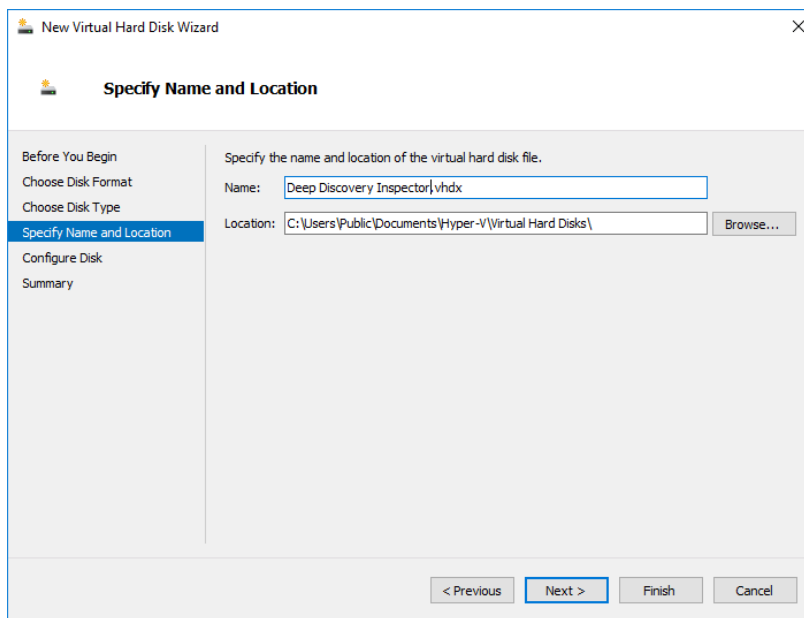 New Virtual Hard Disk Wizard
Specify Name and Location
Before You Begin
Choose Disk Format
Choose Disk Type
Specify Name and Location
Configure Disk
Summary
Specify the name and location of the virtual hard disk file.
Name: Deep Discovery Inspector.vhdx
Location: C:\Users\Public\Documents\Hyper-V\Virtual Hard Disks\ Browse...
< Previous Next > Finish Cancel